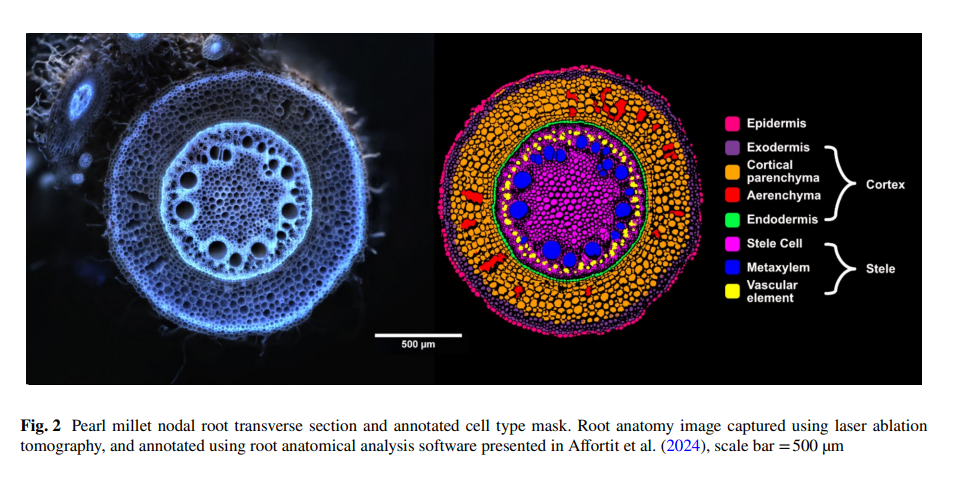 Epidermis
Exodermis
Cortical
parenchyma
Aerenchyma
Endodermis
Cortex
Stele Cell
Metaxylem
Vascular
element
Stele
500 µm
Fig. 2 Pearl millet nodal root transverse section and annotated cell type mask. Root anatomy image captured using laser ablation
tomography, and annotated using root anatomical analysis software presented in Affortit et al. (2024), scale bar = 500 µm